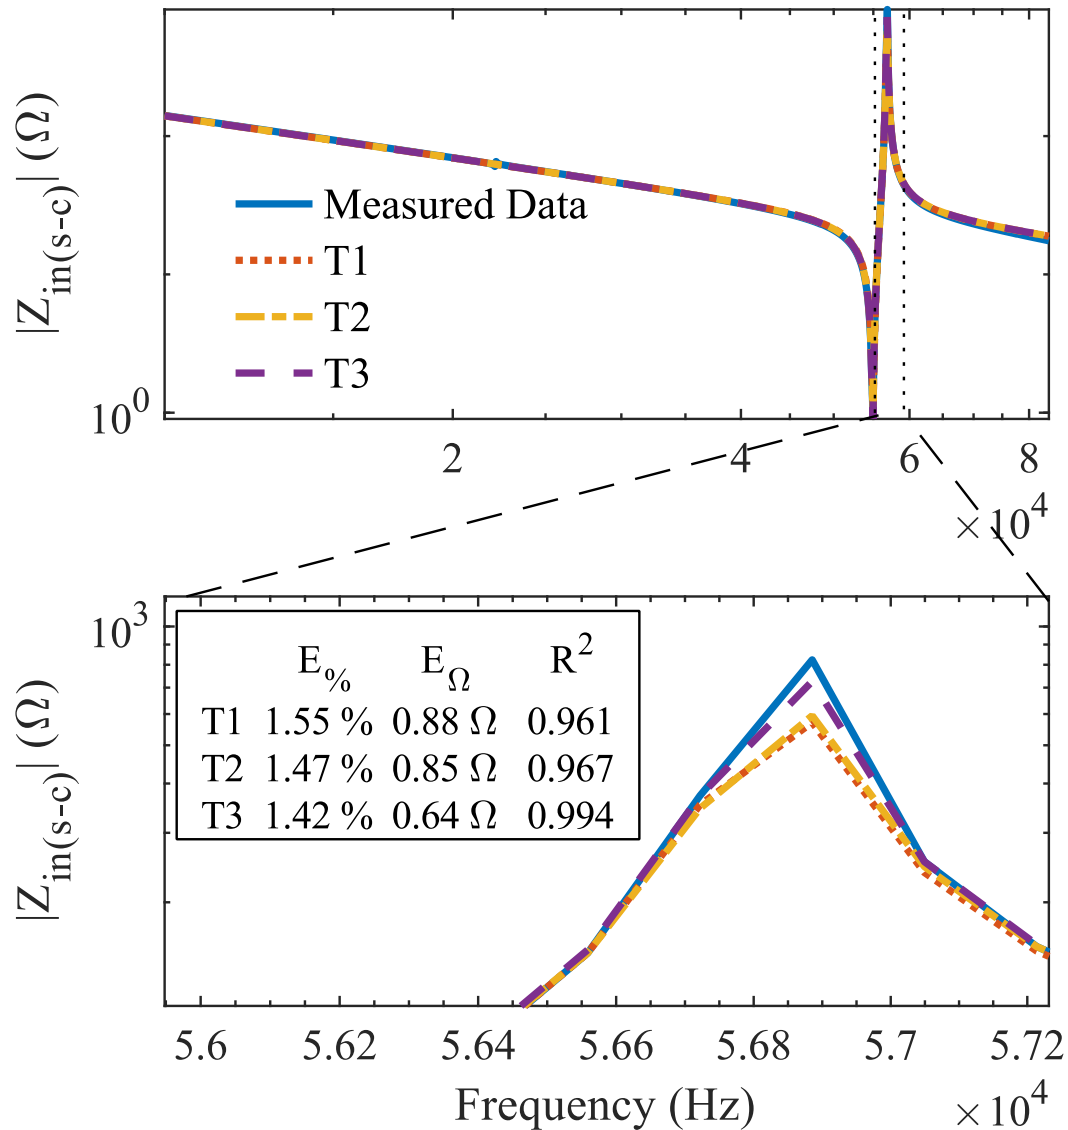 |Z_in(s-c)| (Ω)
Measured Data
T1
T2
T3
10^0
2 4 6 8
×10^4
10^3
|Z_in(s-c)| (Ω)
E_% E_Ω R^2
T1 1.55 % 0.88 Ω 0.961
T2 1.47 % 0.85 Ω 0.967
T3 1.42 % 0.64 Ω 0.994
5.6 5.62 5.64 5.66 5.68 5.7 5.72
Frequency (Hz) ×10^4